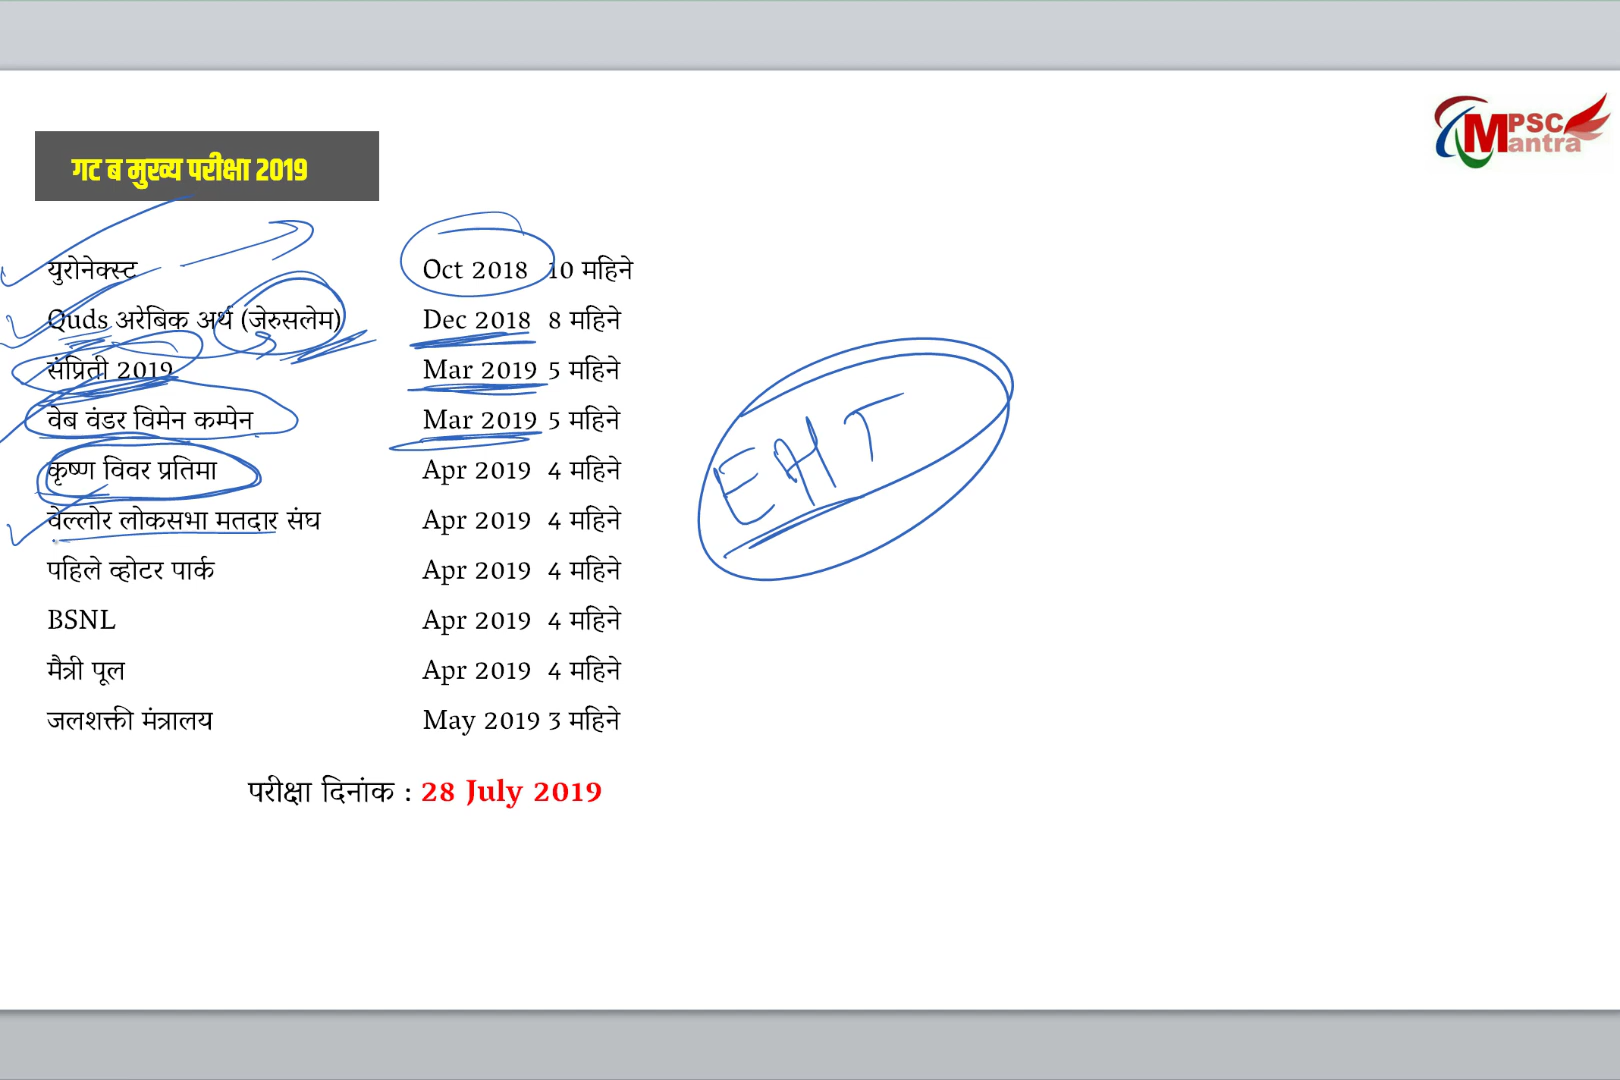 MPSC Mantra
गट ब मुख्य परीक्षा 2019
युरोनेक्स्ट Oct 2018 10 महिने
Quds अरेबिक अर्थ (जेरुसलेम) Dec 2018 8 महिने
संप्रिती 2019 Mar 2019 5 महिने
वेब वंडर विमेन कम्पेन Mar 2019 5 महिने
कृष्ण विवर प्रतिमा Apr 2019 4 महिने
वेल्लोर लोकसभा मतदार संघ Apr 2019 4 महिने
पहिले व्होटर पार्क Apr 2019 4 महिने
BSNL Apr 2019 4 महिने
मैत्री पूल Apr 2019 4 महिने
जलशक्ती मंत्रालय May 2019 3 महिने
EHT
परीक्षा दिनांक : 28 July 2019